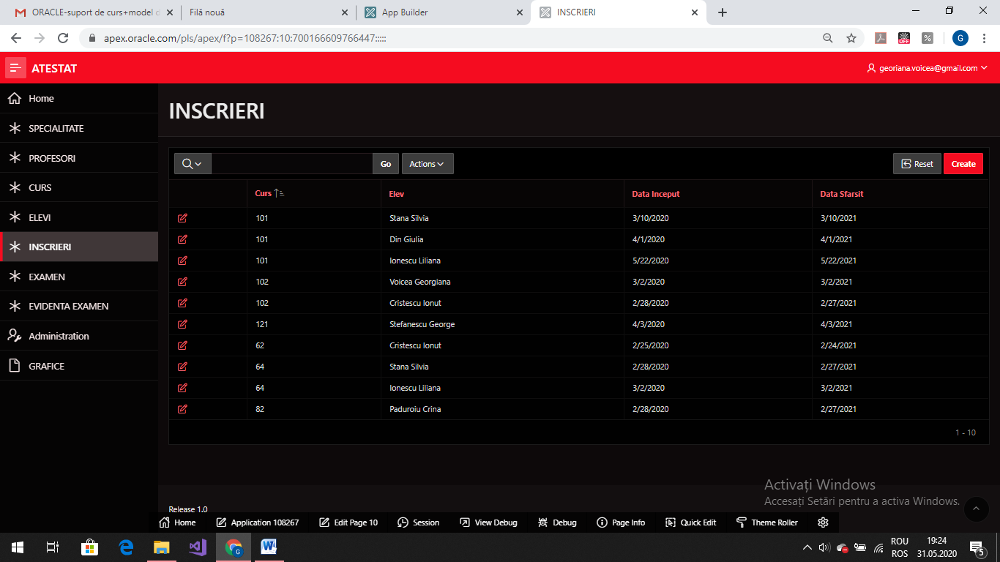 ORACLE-suport de curs+model d
Filă nouă
App Builder
INSCRIERI
apex.oracle.com/pls/apex/f?p=108267:10:700166609766447:::::
OFF
%
G
ATESTAT
georiana.voicea@gmail.com
Home
SPECIALITATE
PROFESORI
CURS
ELEVI
INSCRIERI
EXAMEN
EVIDENTA EXAMEN
Administration
GRAFICE
INSCRIERI
Go Actions Reset Create
Curs Elev Data Inceput Data Sfarsit
101 Stana Silvia 3/10/2020 3/10/2021
101 Din Giulia 4/1/2020 4/1/2021
101 Ionescu Liliana 5/22/2020 5/22/2021
102 Voicea Georgiana 3/2/2020 3/2/2021
102 Cristescu Ionut 2/28/2020 2/27/2021
121 Stefanescu George 4/3/2020 4/3/2021
62 Cristescu Ionut 2/25/2020 2/24/2021
64 Stana Silvia 2/28/2020 2/27/2021
64 Ionescu Liliana 3/2/2020 3/2/2021
82 Paduroiu Crina 2/28/2020 2/27/2021
1 - 10
Activați Windows
Accesați Setări pentru a activa Windows.
Release 1.0
Home Application 108267 Edit Page 10 Session View Debug Debug Page Info Quick Edit Theme Roller
G
W
ROU
ROS
19:24
31.05.2020
5